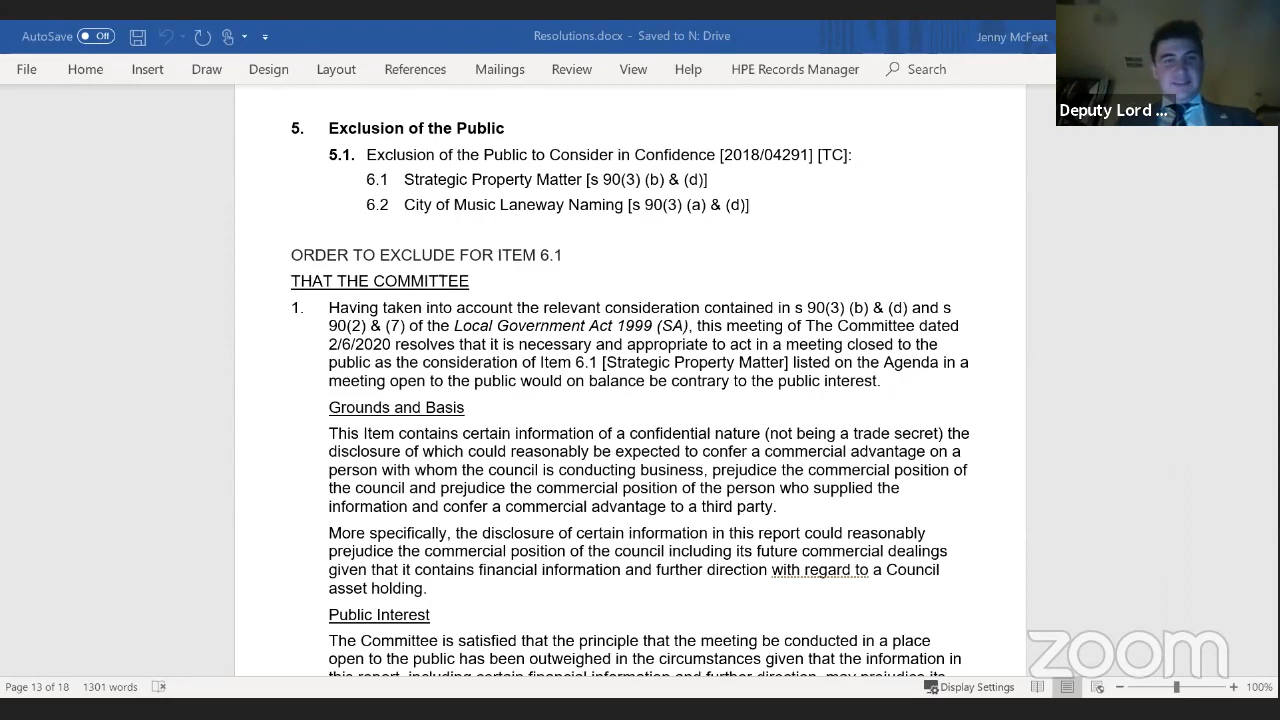 AutoSave Off
Resolutions.docx - Saved to N: Drive
Jenny McFeat
File Home Insert Draw Design Layout References Mailings Review View Help HPE Records Manager Search
Deputy Lord ...
5. Exclusion of the Public
5.1. Exclusion of the Public to Consider in Confidence [2018/04291] [TC]:
6.1 Strategic Property Matter [s 90(3) (b) & (d)]
6.2 City of Music Laneway Naming [s 90(3) (a) & (d)]
ORDER TO EXCLUDE FOR ITEM 6.1
THAT THE COMMITTEE
1. Having taken into account the relevant consideration contained in s 90(3) (b) & (d) and s
90(2) & (7) of the Local Government Act 1999 (SA), this meeting of The Committee dated
2/6/2020 resolves that it is necessary and appropriate to act in a meeting closed to the
public as the consideration of Item 6.1 [Strategic Property Matter] listed on the Agenda in a
meeting open to the public would on balance be contrary to the public interest.
Grounds and Basis
This Item contains certain information of a confidential nature (not being a trade secret) the
disclosure of which could reasonably be expected to confer a commercial advantage on a
person with whom the council is conducting business, prejudice the commercial position of
the council and prejudice the commercial position of the person who supplied the
information and confer a commercial advantage to a third party.
More specifically, the disclosure of certain information in this report could reasonably
prejudice the commercial position of the council including its future commercial dealings
given that it contains financial information and further direction with regard to a Council
asset holding.
Public Interest
The Committee is satisfied that the principle that the meeting be conducted in a place
open to the public has been outweighed in the circumstances given that the information in
this report, including certain financial information and further direction, may prejudice its
zoom
Page 13 of 18 1301 words
Display Settings
100%